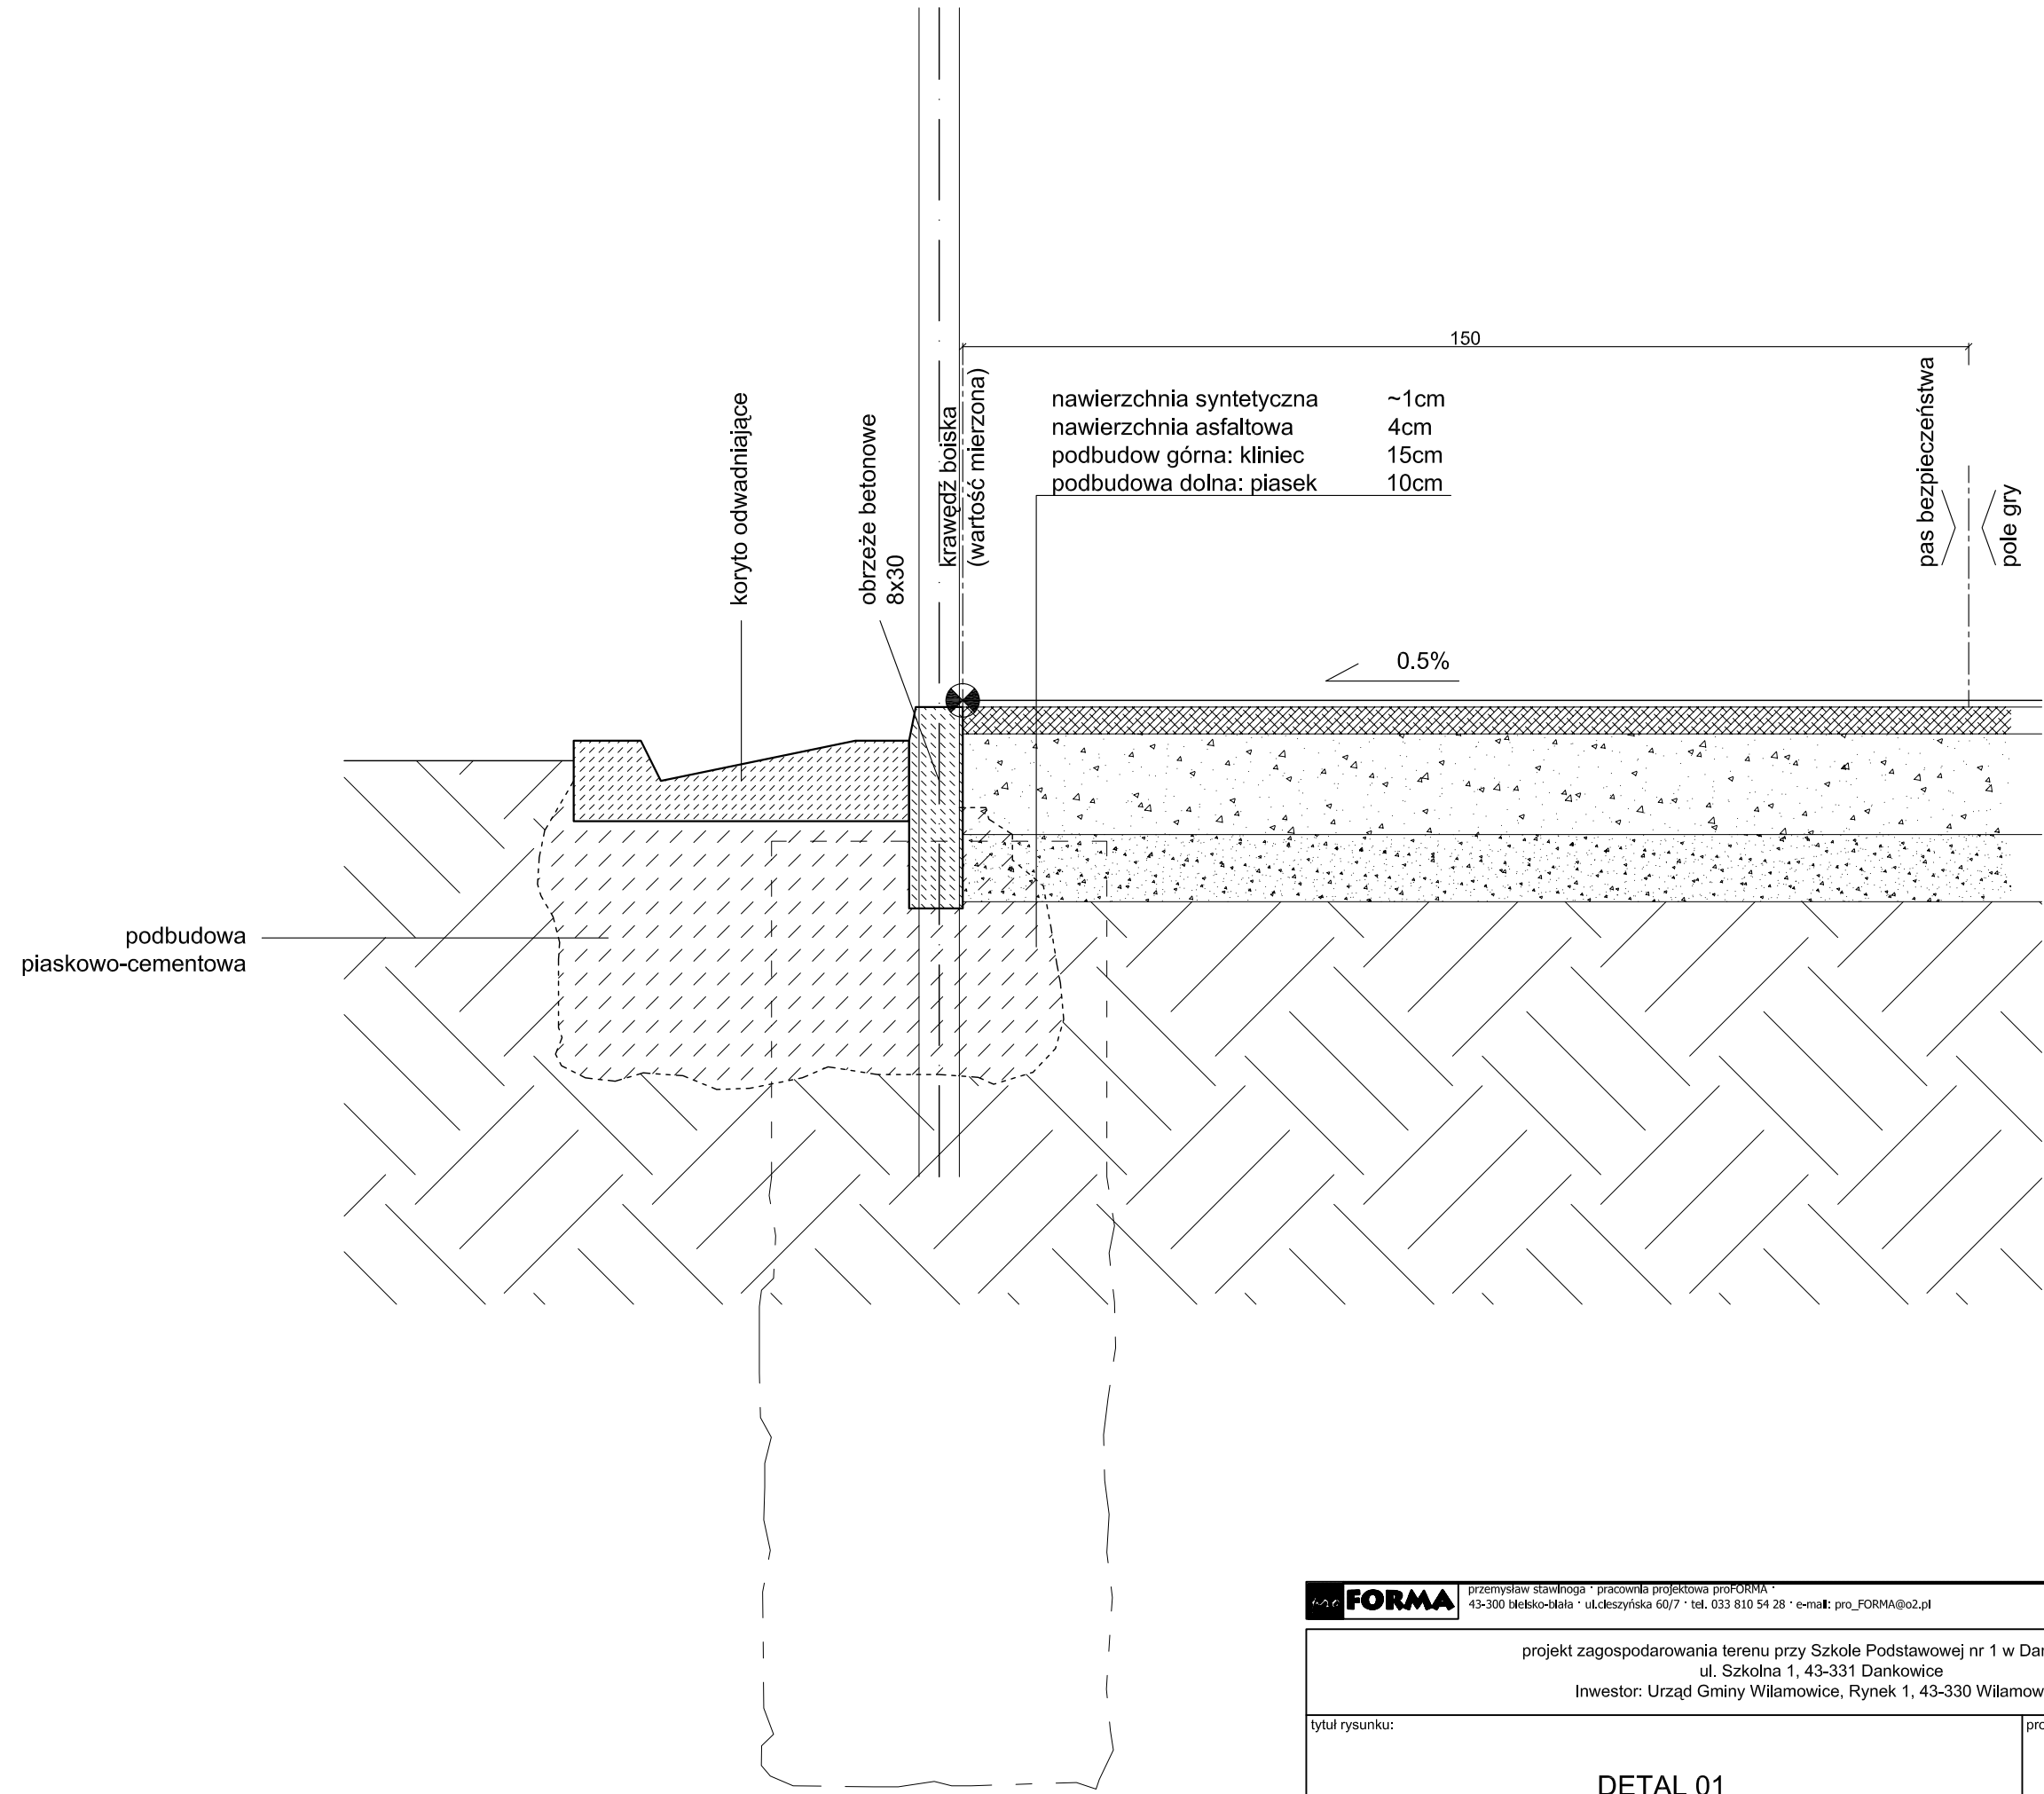 150
koryto odwadniające
obrzeże betonowe
8x30
krawędź boiska
(wartość mierzona)
nawierzchnia syntetyczna ~1cm
nawierzchnia asfaltowa 4cm
podbudow górna: kliniec 15cm
podbudowa dolna: piasek 10cm
pas bezpieczeństwa
pole gry
0.5%
podbudowa
piaskowo-cementowa
FORMA
przemysław stawinoga · pracownia projektowa proFORMA ·
43-300 bielsko-biała · ul.cieszyńska 60/7 · tel. 033 810 54 28 · e-mail: pro_FORMA@o2.pl
projekt zagospodarowania terenu przy Szkole Podstawowej nr 1 w Dan
ul. Szkolna 1, 43-331 Dankowice
Inwestor: Urząd Gminy Wilamowice, Rynek 1, 43-330 Wilamow
tytuł rysunku:
pro
DETAL 01